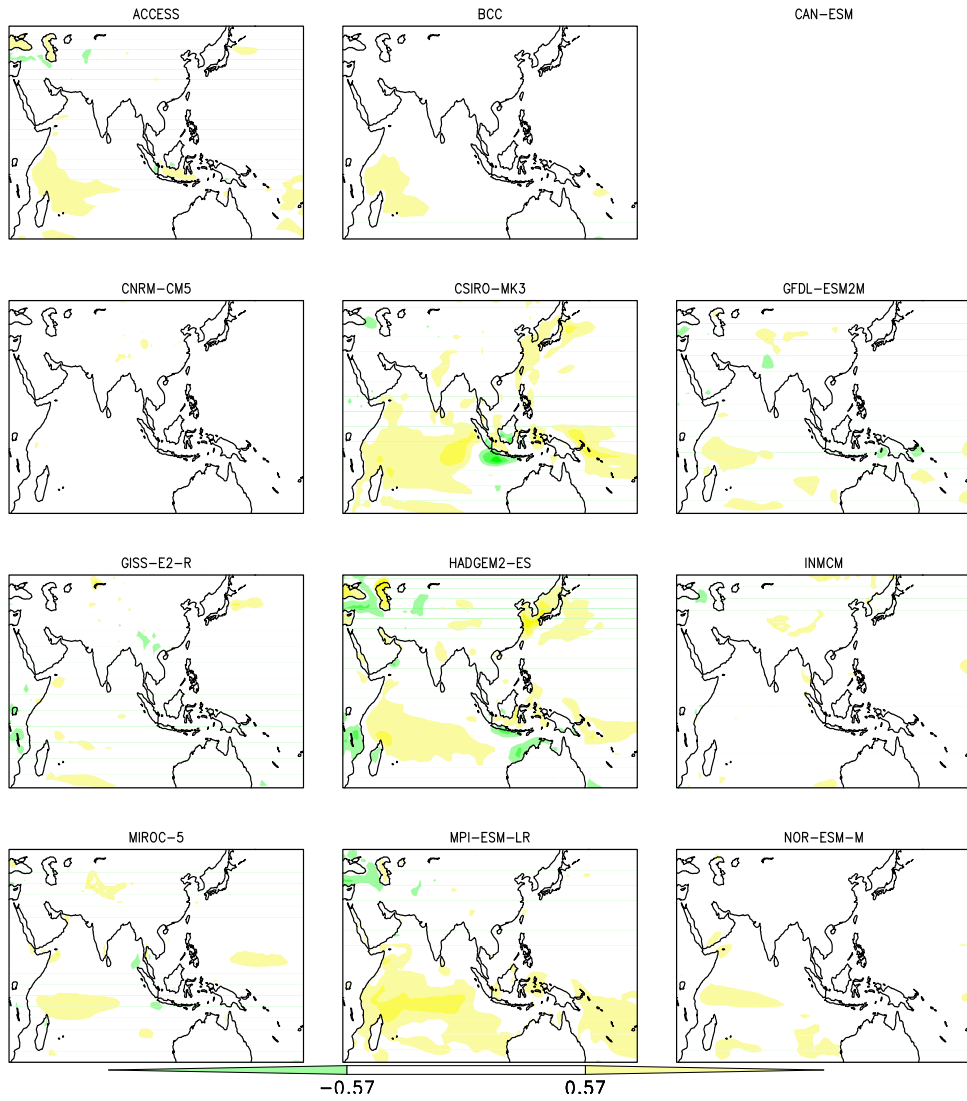 ACCESS BCC CAN-ESM
CNRM-CM5 CSIRO-MK3 GFDL-ESM2M
GISS-E2-R HADGEM2-ES INMCM
MIROC-5 MPI-ESM-LR NOR-ESM-M
-0.57 0.57